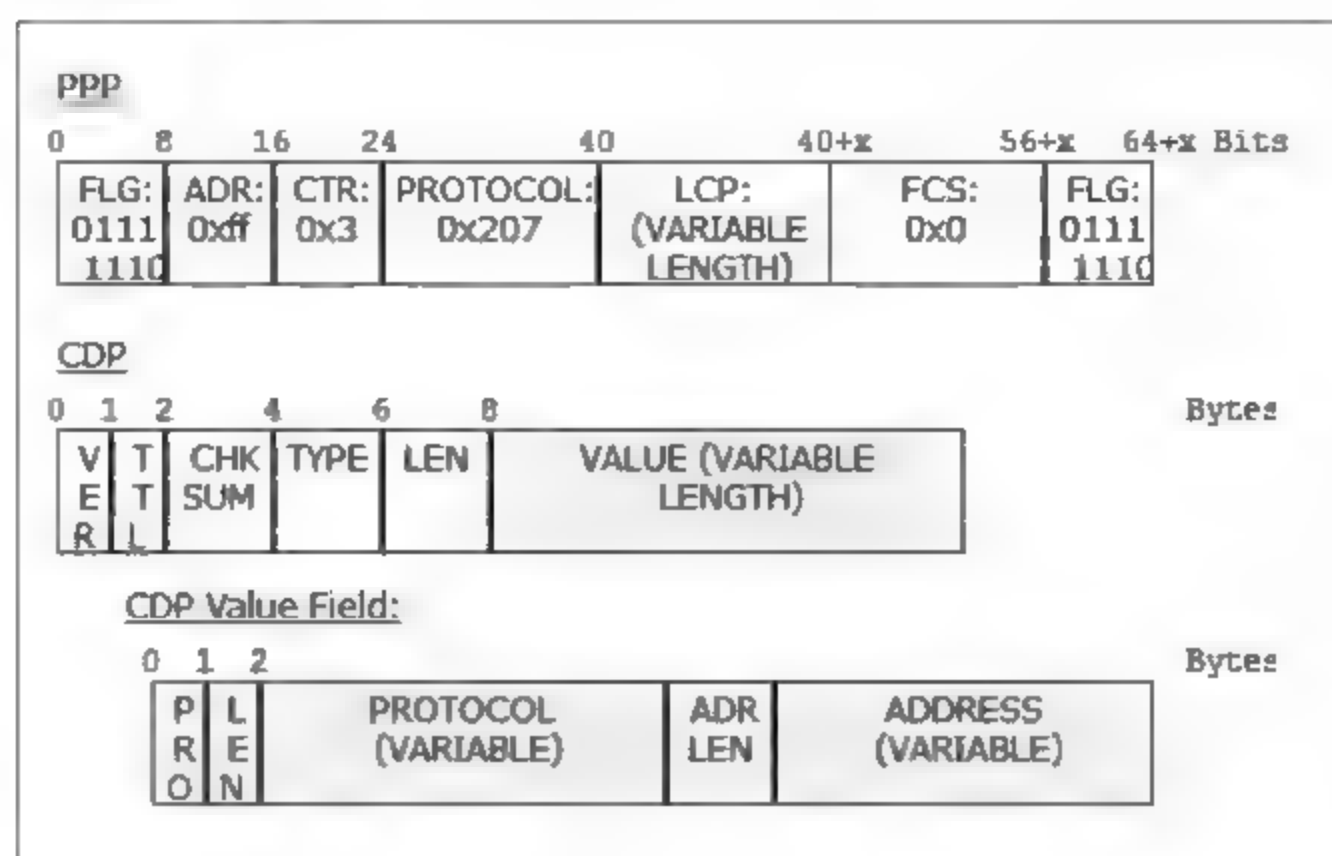 PPP
0 8 16 24 40 40+x 56+x 64+x Bits
FLG: ADR: CTR: PROTOCOL: LCP: FCS: FLG:
0111 0xff 0x3 0x207 (VARIABLE 0x0 0111
1110 LENGTH) 1110
CDP
0 1 2 4 6 8 Bytes
V T CHK TYPE LEN VALUE (VARIABLE
E T SUM LENGTH)
R L
CDP Value Field:
0 1 2 Bytes
P L PROTOCOL ADR ADDRESS
R E (VARIABLE) LEN (VARIABLE)
O N